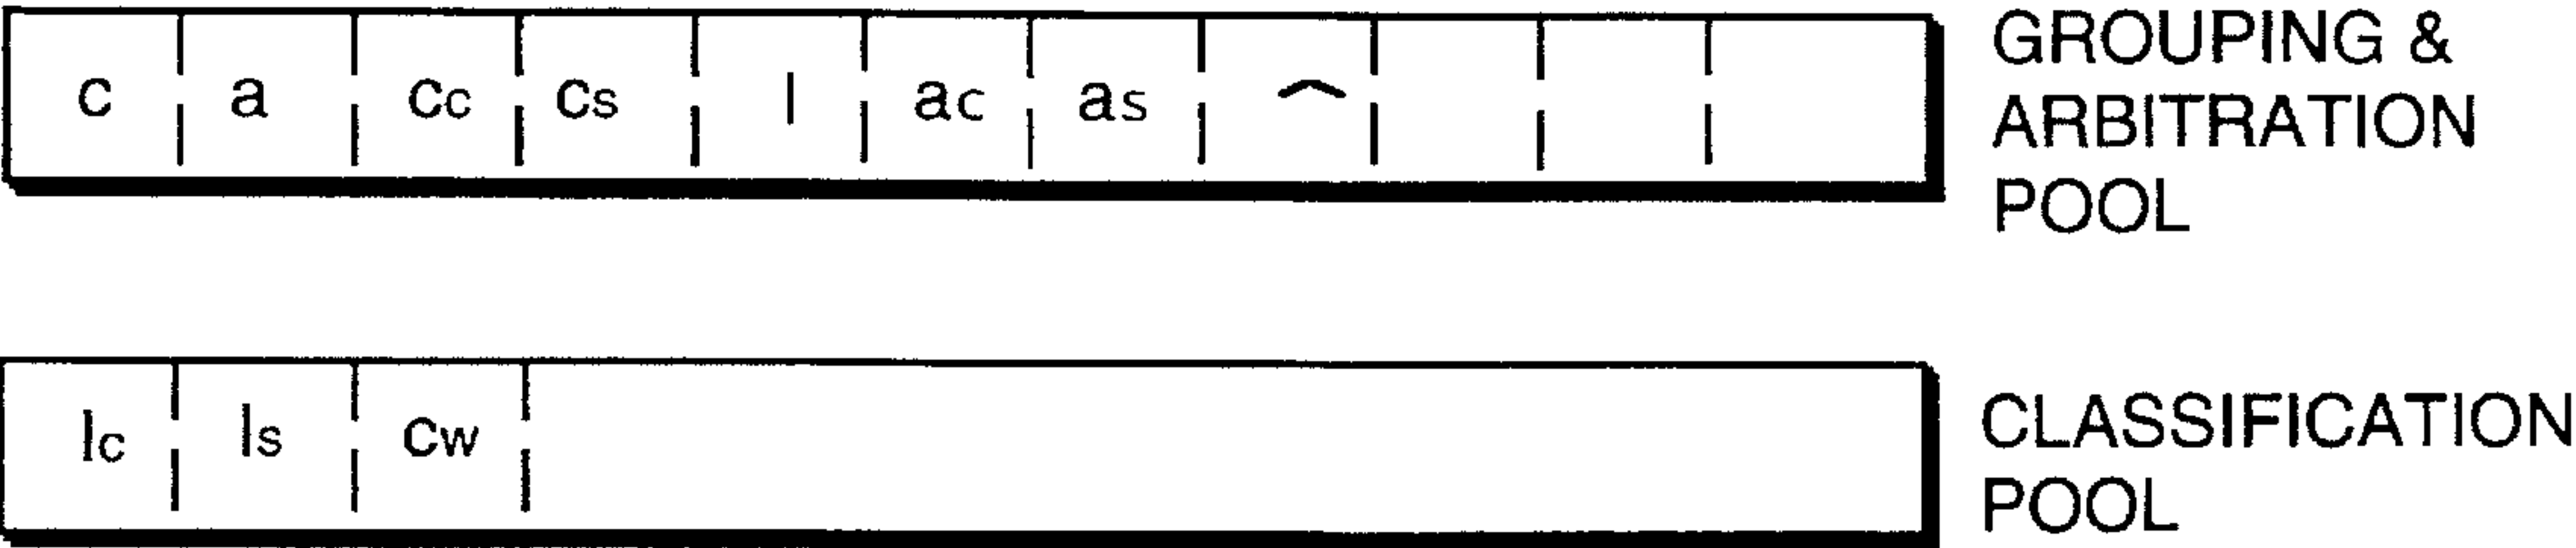 c a cc cs | ac as ^
GROUPING &
ARBITRATION
POOL
lc ls cw
CLASSIFICATION
POOL